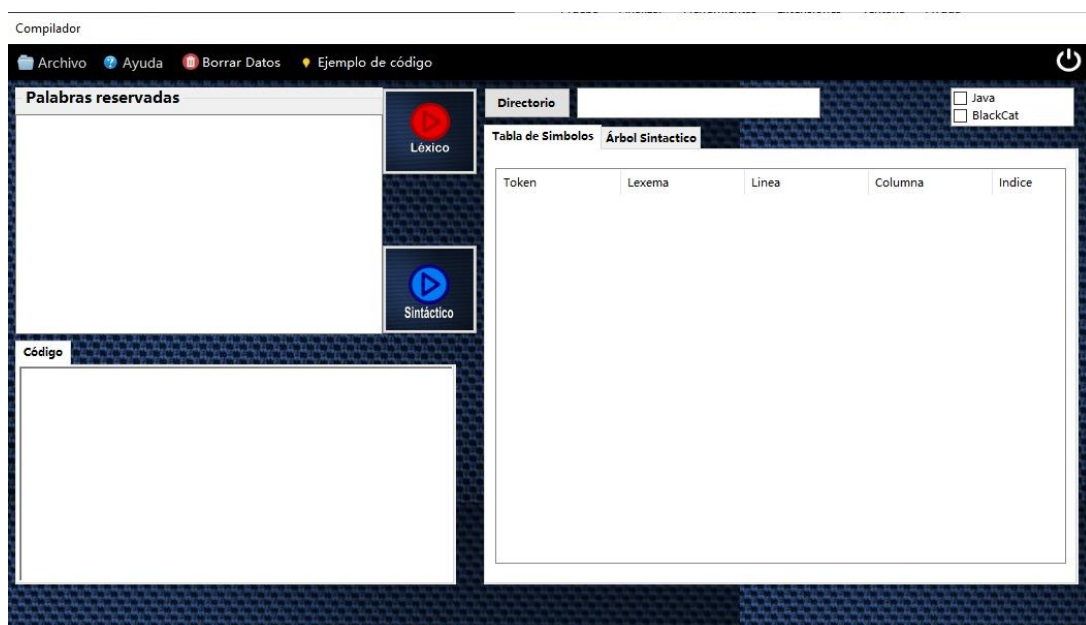 Compilador
Archivo Ayuda Borrar Datos Ejemplo de código
Palabras reservadas
Léxico
Sintáctico
Código
Directorio
Java
BlackCat
Tabla de Simbolos Árbol Sintactico
Token Lexema Linea Columna Indice